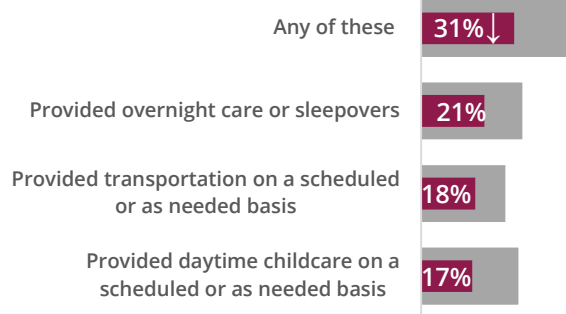 Any of these
31%↓
Provided overnight care or sleepovers
21%
Provided transportation on a scheduled
or as needed basis
18%
Provided daytime childcare on a
scheduled or as needed basis
17%